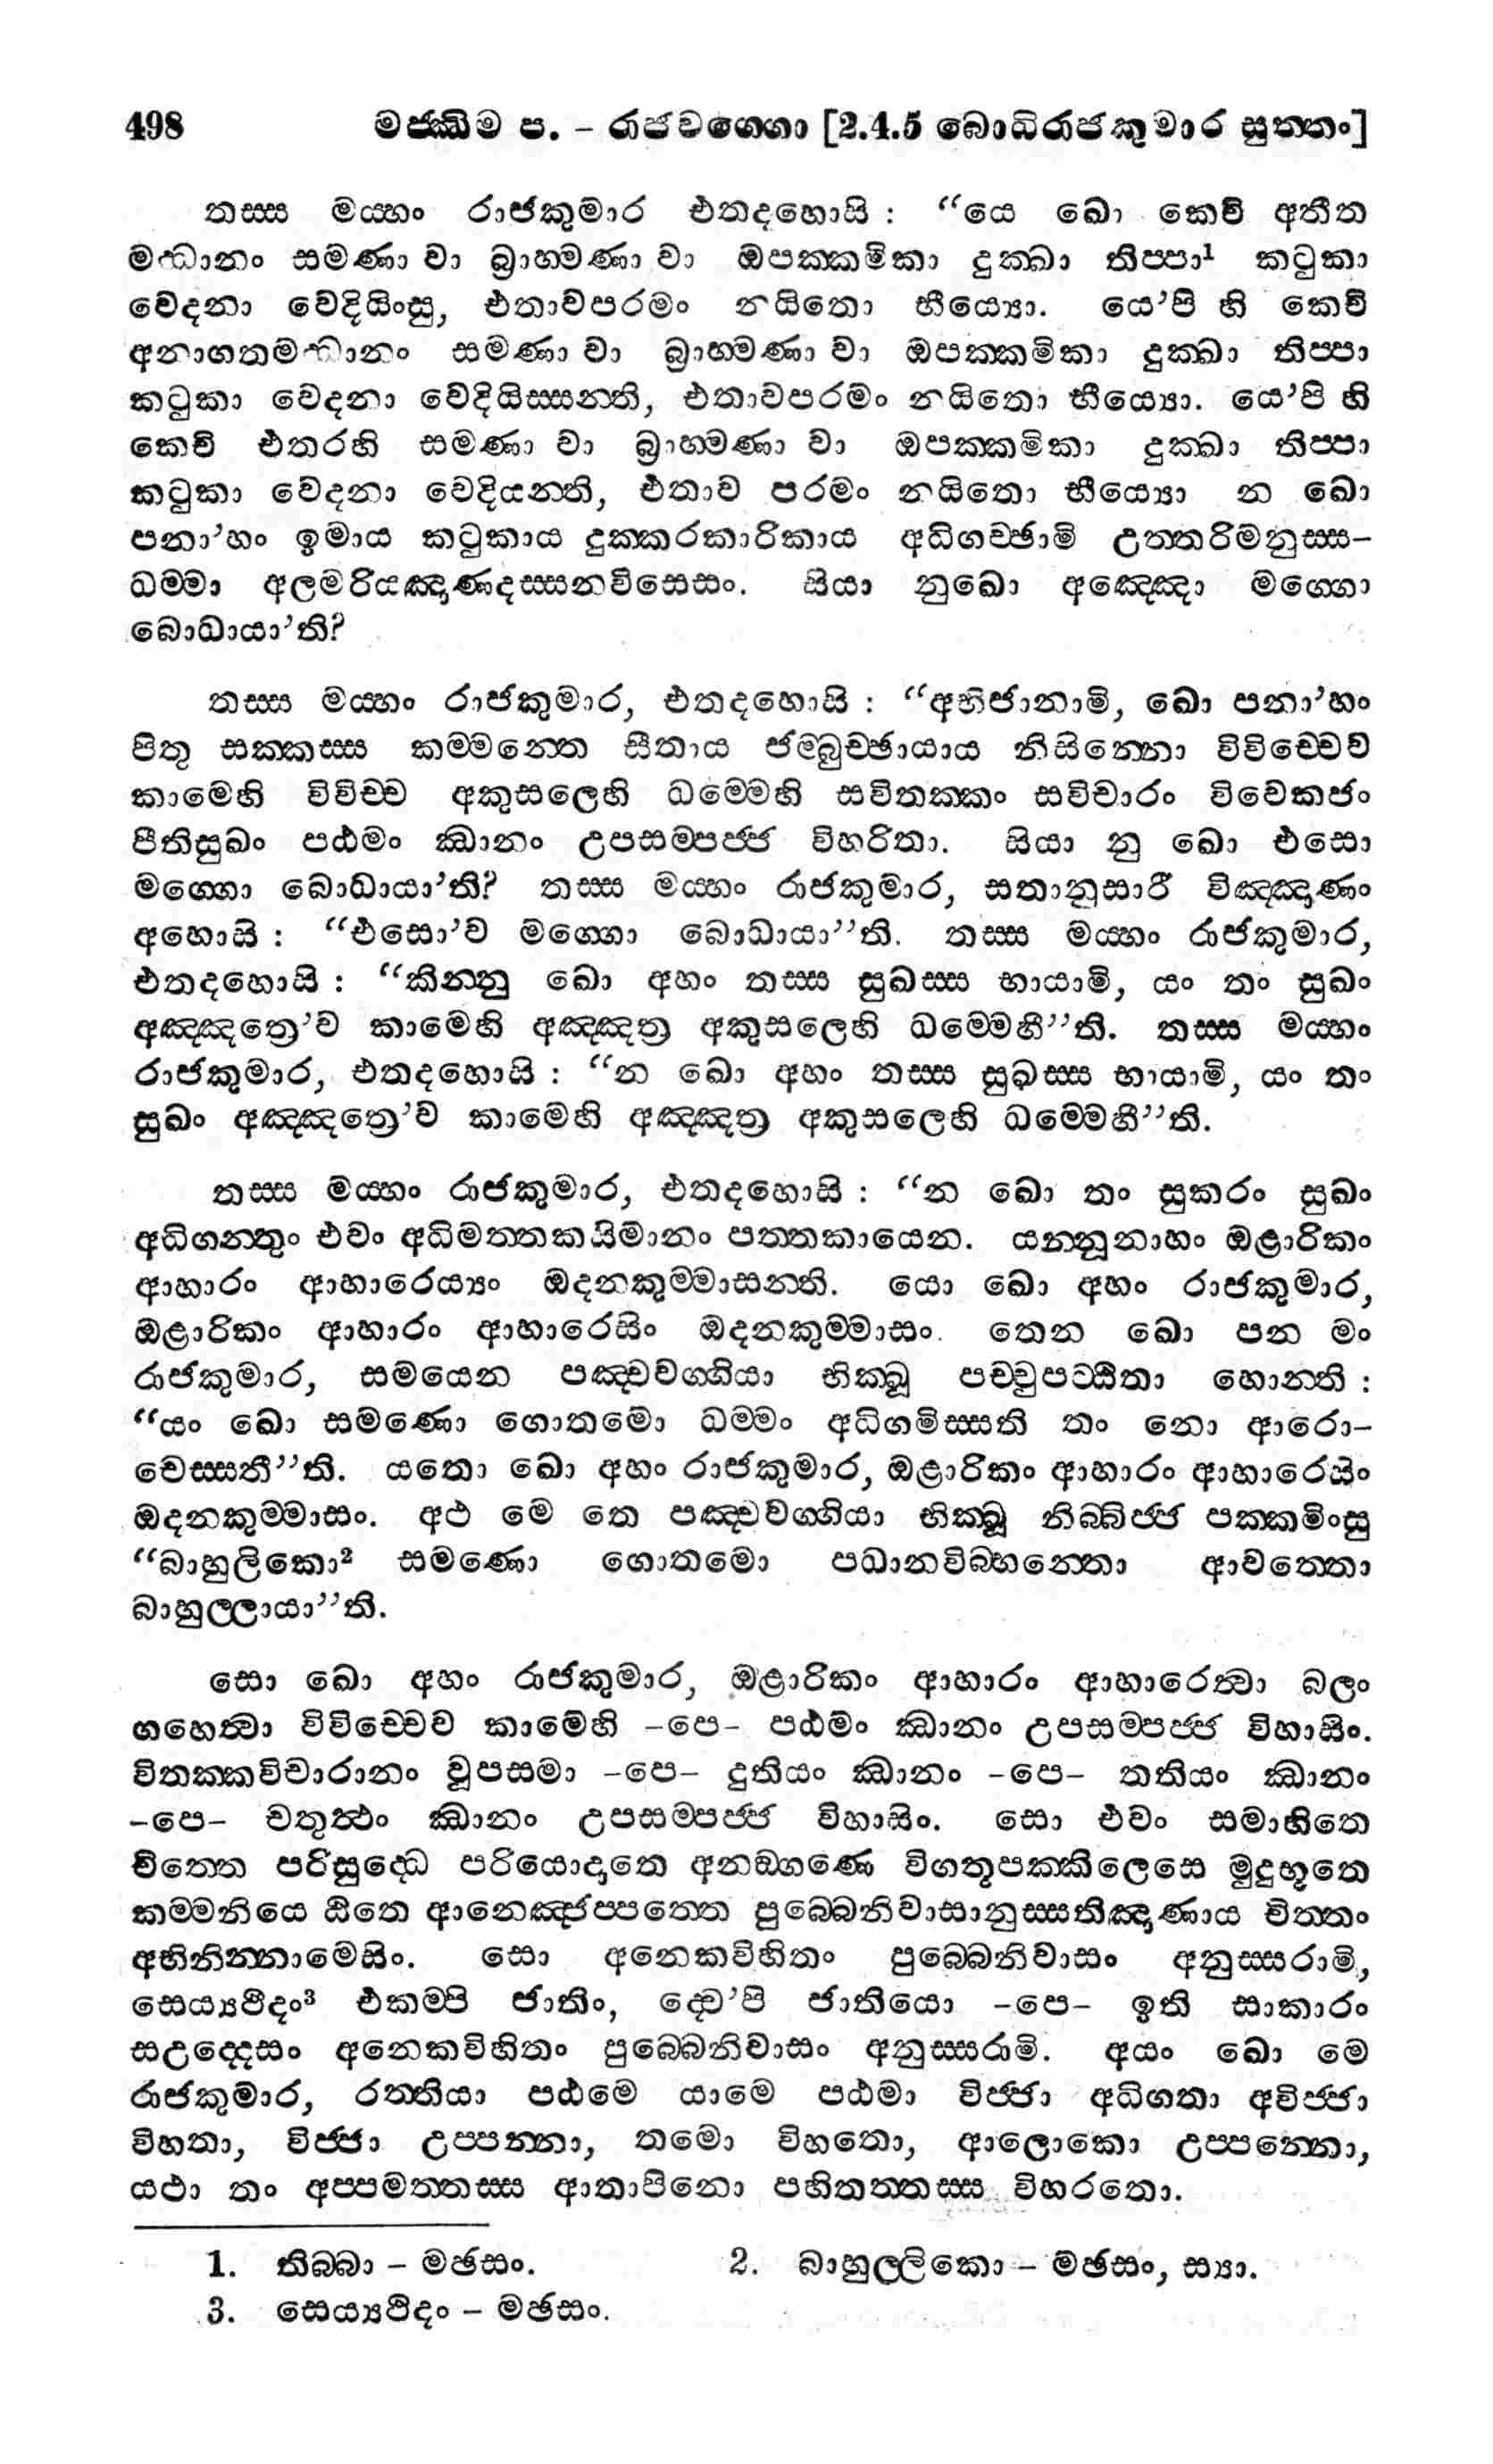 498 මජ්ඣිම ප. - රාජවග්ගො [2.4.5 බොධිරාජකුමාර සුත්තං]
තස්ස මය්හං රාජකුමාර එතදහොසි : “යෙ ඛො කෙචි අතීත
මද්ධානං සමණා වා බ්‍රාහමණා වා ඔපක්කමිකා දුක්ඛා තිප්පා¹ කටුකා
වෙදනා වෙදියිංසු, එතාවපරමං නයිතො භීය්‍යො. යෙ’පි හි කෙචි
අනාගතමද්ධානං සමණා වා බ්‍රාහමණා වා ඔපක්කමිකා දුක්ඛා තිප්පා
කටුකා වෙදනා වෙදියිස්සන්ති, එතාවපරමං නයිතො භීය්‍යො. යෙ’පි හි
කෙචි එතරහි සමණා වා බ්‍රාහමණා වා ඔපක්කමිකා දුක්ඛා තිප්පා
කටුකා වෙදනා වෙදියන්ති, එතාව පරමං නයිතො භීය්‍යො න ඛො
පනා’හං ඉමාය කටුකාය දුක්කරකාරිකාය අධිගච්ඡාමි උත්තරිමනුස්ස-
ධම්මා අලමරියඤාණදස්සනවිසෙසං. සියා නුඛො අඤ්ඤො මග්ගො
බොධායා’ති?
තස්ස මය්හං රාජකුමාර, එතදහොසි : “අභිජානාමි, ඛො පනා’හං
පිතු සක්කස්ස කම්මන්තෙ සීතාය ජම්බුච්ඡායාය නිසින්නො විවිච්චෙව
කාමෙහි විවිච්ච අකුසලෙහි ධම්මෙහි සවිතක්කං සවිචාරං විවෙකජං
පීතිසුඛං පඨමං ඣානං උපසම්පජ්ජ විහරිතා. සියා නු ඛො එසො
මග්ගො බොධායා’ති? තස්ස මය්හං රාජකුමාර, සතානුසාරී විඤ්ඤාණං
අහොසි : “එසො’ව මග්ගො බොධායා”ති. තස්ස මය්හං රාජකුමාර,
එතදහොසි : “කින්නු ඛො අහං තස්ස සුඛස්ස භායාමි, යං තං සුඛං
අඤ්ඤත්‍රෙ’ව කාමෙහි අඤ්ඤත්‍ර අකුසලෙහි ධම්මෙහී”ති. තස්ස මය්හං
රාජකුමාර, එතදහොසි : “න ඛො අහං තස්ස සුඛස්ස භායාමි, යං තං
සුඛං අඤ්ඤත්‍රෙ’ව කාමෙහි අඤ්ඤත්‍ර අකුසලෙහි ධම්මෙහී”ති.
තස්ස මය්හං රාජකුමාර, එතදහොසි : “න ඛො තං සුකරං සුඛං
අධිගන්තුං එවං අධිමත්තකයිමානං පත්තකායෙන. යන්නූනාහං ඔළාරිකං
ආහාරං ආහාරෙය්‍යං ඔදනකුම්මාසන්ති. යො ඛො අහං රාජකුමාර,
ඔළාරිකං ආහාරං ආහාරෙසිං ඔදනකුම්මාසං. තෙන ඛො පන මං
රාජකුමාර, සමයෙන පඤ්චවග්ගියා භික්ඛූ පච්චුපට්ඨිතා හොන්ති :
“යං ඛො සමණො ගොතමො ධම්මං අධිගමිස්සති තං නො ආරො-
චෙස්සතී”ති. යතො ඛො අහං රාජකුමාර, ඔළාරිකං ආහාරං ආහාරෙසිං
ඔදනකුම්මාසං. අථ මෙ තෙ පඤ්චවග්ගියා භික්ඛූ නිබ්බිජ්ජ පක්කමිංසු
“බාහුලිකො² සමණො ගොතමො පධානවිබ්භන්තො ආවත්තො
බාහුල්ලායා”ති.
සො ඛො අහං රාජකුමාර, ඔළාරිකං ආහාරං ආහාරෙත්‍වා බලං
ගහෙත්‍වා විවිච්චෙව කාමෙහි -පෙ- පඨමං ඣානං උපසම්පජ්ජ විහාසිං.
විතක්කවිචාරානං වූපසමා -පෙ- දුතියං ඣානං -පෙ- තතියං ඣානං
-පෙ- චතුත්‍ථං ඣානං උපසම්පජ්ජ විහාසිං. සො එවං සමාහිතෙ
චිත්තෙ පරිසුද්ධෙ පරියොදාතෙ අනඞ්ගණෙ විගතූපක්කිලෙසෙ මුදුභූතෙ
කම්මනියෙ ඨිතෙ ආනෙඤ්ජප්පත්තෙ පුබ්බෙනිවාසානුස්සතිඤාණාය චිත්තං
අභිනින්නාමෙසිං. සො අනෙකවිහිතං පුබ්බෙනිවාසං අනුස්සරාමි,
සෙය්‍යථීදං³ එකම්පි ජාතිං, ද්වෙ’පි ජාතියො -පෙ- ඉති සාකාරං
සඋද්දෙසං අනෙකවිහිතං පුබ්බෙනිවාසං අනුස්සරාමි. අයං ඛො මෙ
රාජකුමාර, රත්තියා පඨමෙ යාමෙ පඨමා විජ්ජා අධිගතා අවිජ්ජා
විහතා, විජ්ජා උප්පන්නා, තමො විහතො, ආලොකො උප්පන්නො,
යථා තං අප්පමත්තස්ස ආතාපිනො පහිතත්තස්ස විහරතො.
1. තිබ්බා - මඡසං. 2. බාහුල්ලිකො - මඡසං, ස්‍යා.
3. සෙය්‍යථිදං - මඡසං.